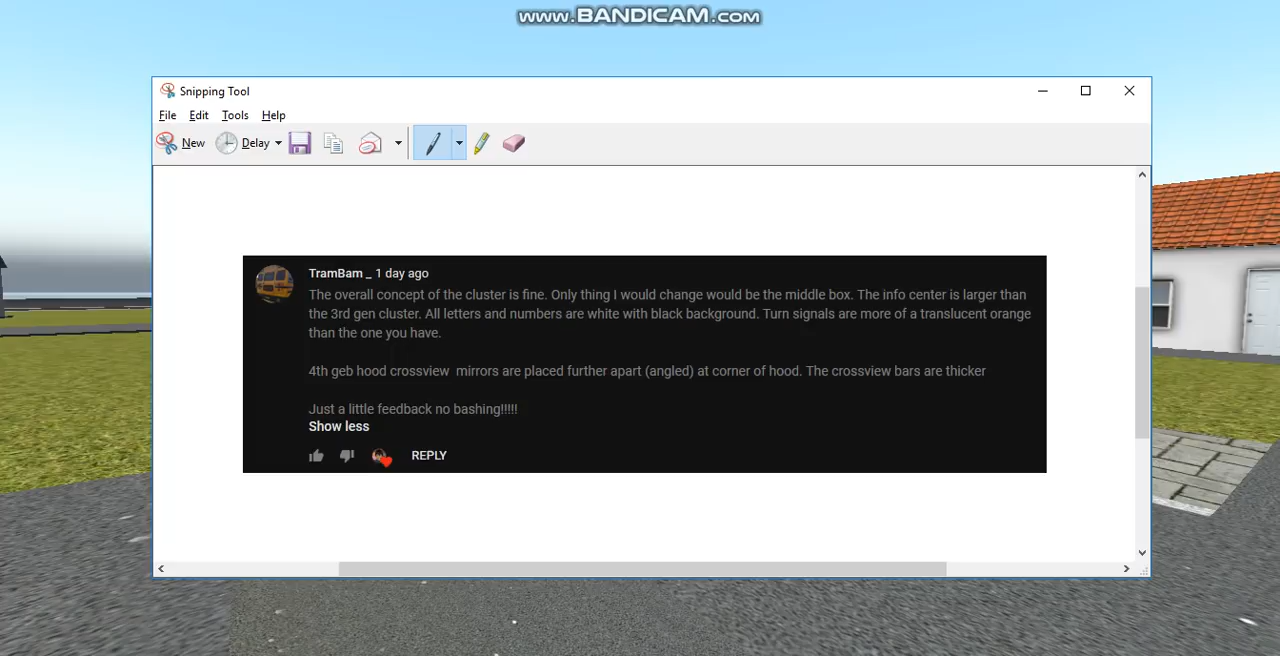 www.BANDICAM.com
Snipping Tool
File Edit Tools Help
New Delay
TramBam _ 1 day ago
The overall concept of the cluster is fine. Only thing I would change would be the middle box. The info center is larger than
the 3rd gen cluster. All letters and numbers are white with black background. Turn signals are more of a translucent orange
than the one you have.
4th geb hood crossview mirrors are placed further apart (angled) at corner of hood. The crossview bars are thicker
Just a little feedback no bashing!!!!!
Show less
REPLY